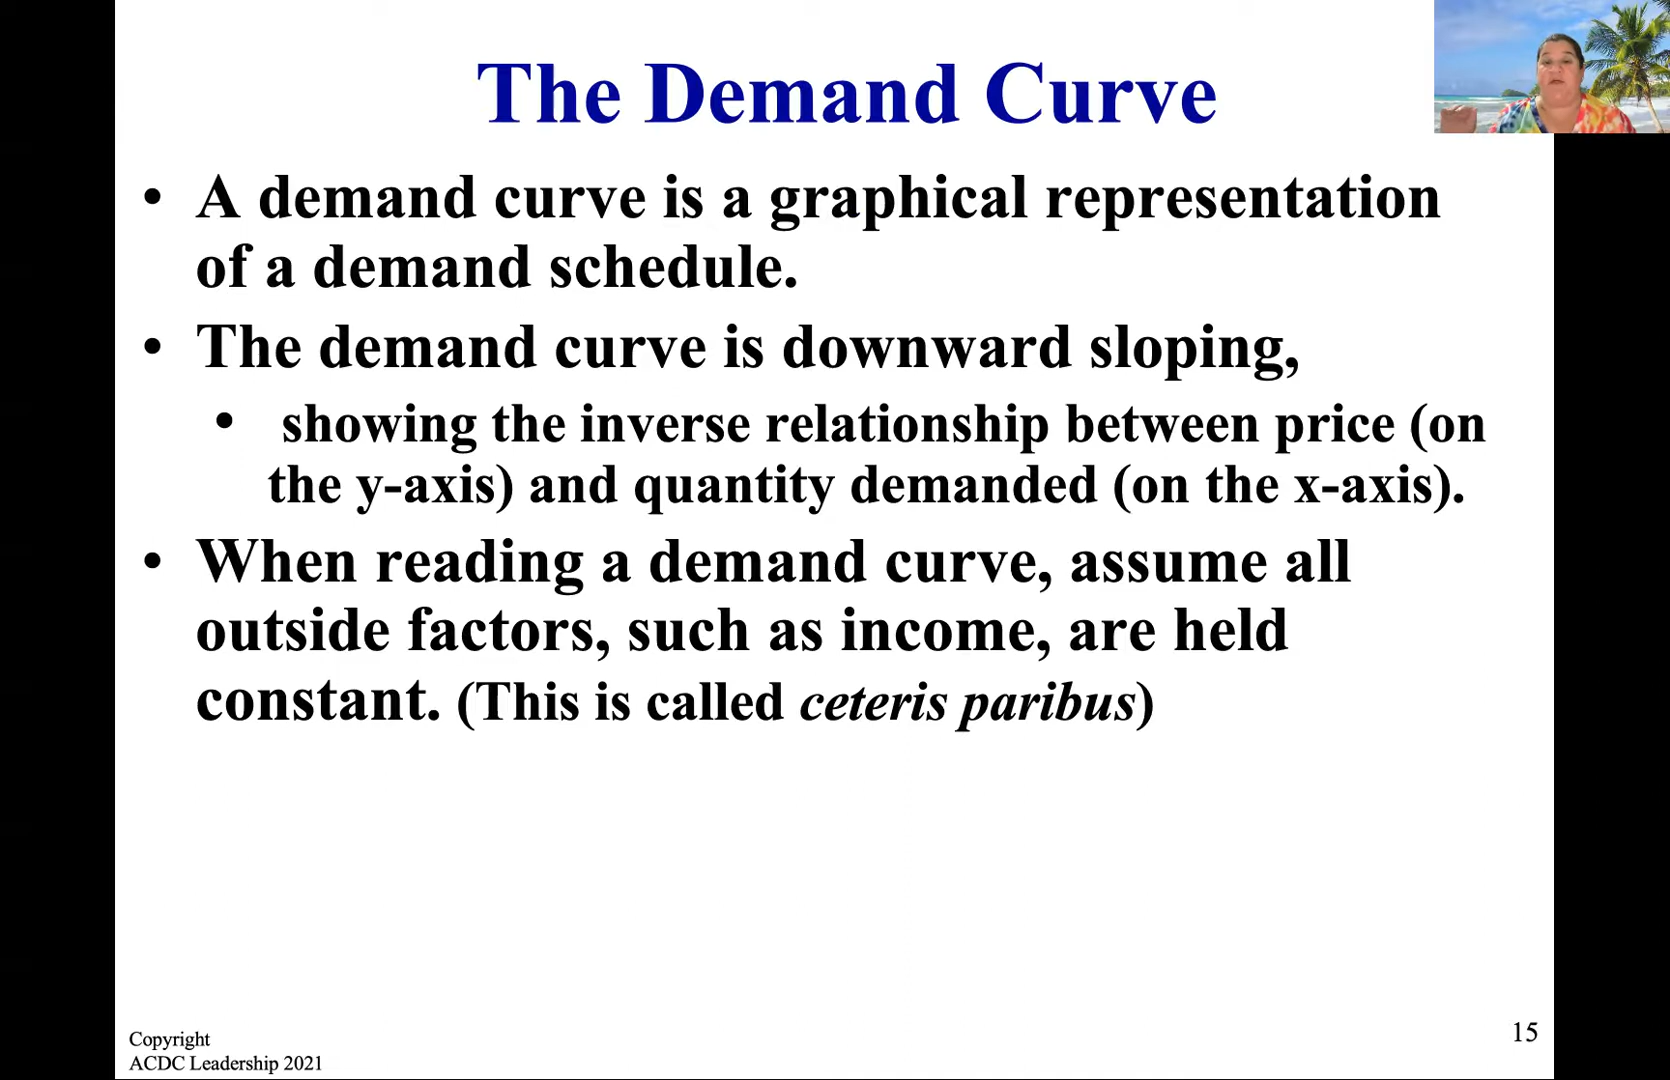 The Demand Curve
• A demand curve is a graphical representation
of a demand schedule.
• The demand curve is downward sloping,
• showing the inverse relationship between price (on
the y-axis) and quantity demanded (on the x-axis).
• When reading a demand curve, assume all
outside factors, such as income, are held
constant. (This is called ceteris paribus)
Copyright
ACDC Leadership 2021
15